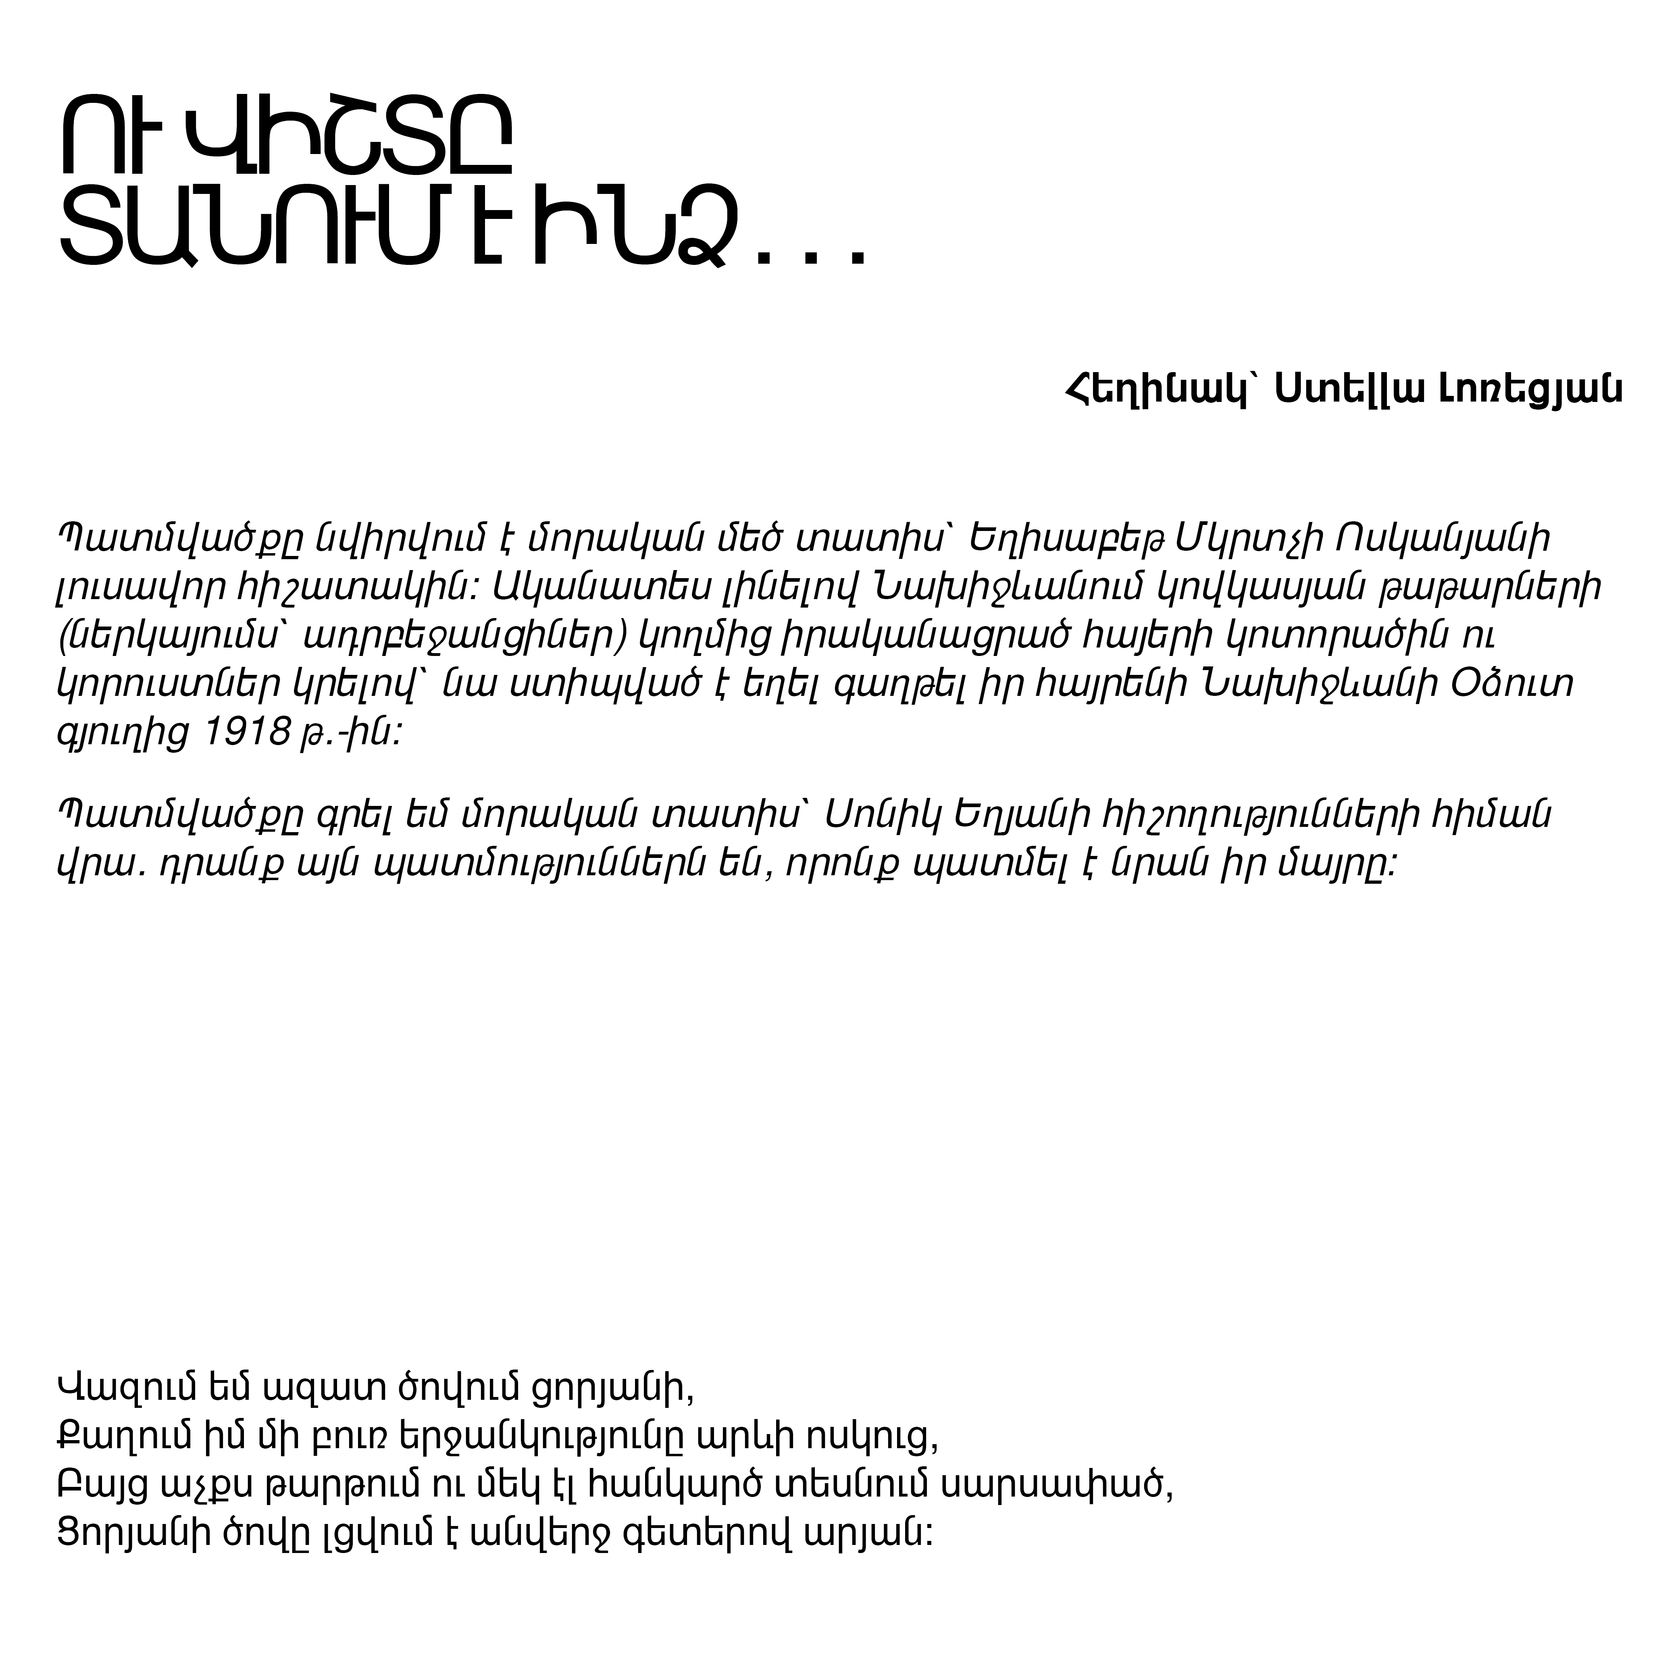 ՈՒ ՎԻՇՏԸ
ՏԱՆՈՒՄ Է ԻՆՁ...
Հեղինակ՝ Ստելլա Լոռեցյան
Պատմվածքը նվիրվում է մորական մեծ տատիս՝ Եղիսաբեթ Մկրտչի Ոսկանյանի
լուսավոր հիշատակին։ Ականատես լինելով Նախիջևանում կովկասյան թաթարների
(ներկայումս՝ ադրբեջանցիներ) կողմից իրականացրած հայերի կոտորածին ու
կորուստներ կրելով՝ նա ստիպված է եղել գաղթել իր հայրենի Նախիջևանի Օձուտ
գյուղից 1918 թ.-ին։
Պատմվածքը գրել եմ մորական տատիս՝ Սոնիկ Եղյանի հիշողությունների հիման
վրա. դրանք այն պատմություններն են, որոնք պատմել է նրան իր մայրը։
Վազում եմ ազատ ծովում ցորյանի,
Քաղում իմ մի բուռ երջանկությունը արևի ոսկուց,
Բայց աչքս թարթում ու մեկ էլ հանկարծ տեսնում սարսափած,
Ցորյանի ծովը լցվում է անվերջ գետերով արյան։